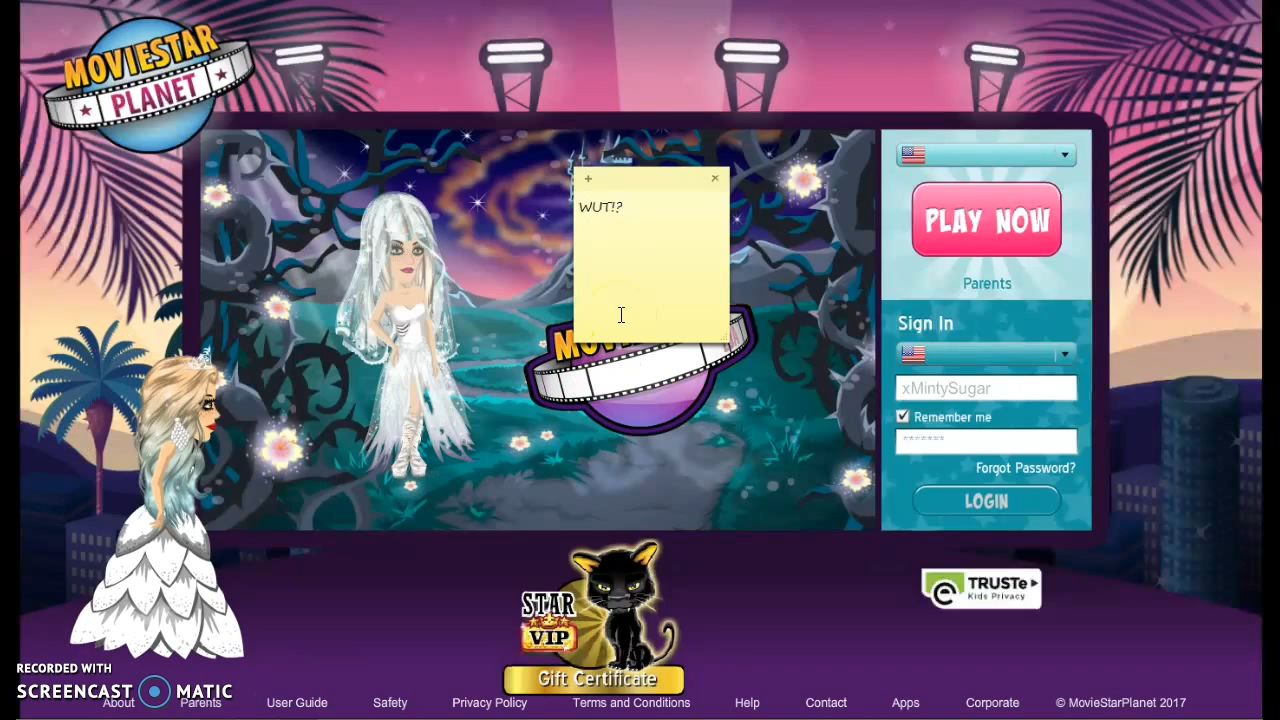 MOVIESTAR
PLANET
+
×
WUT!?
MO
PLAY NOW
Parents
Sign In
xMintySugar
Remember me
*******
Forgot Password?
LOGIN
STAR
VIP
Gift Certificate
TRUSTe
Kids Privacy
RECORDED WITH
SCREENCAST MATIC
About Parents User Guide Safety Privacy Policy Terms and Conditions Help Contact Apps Corporate © MovieStarPlanet 2017